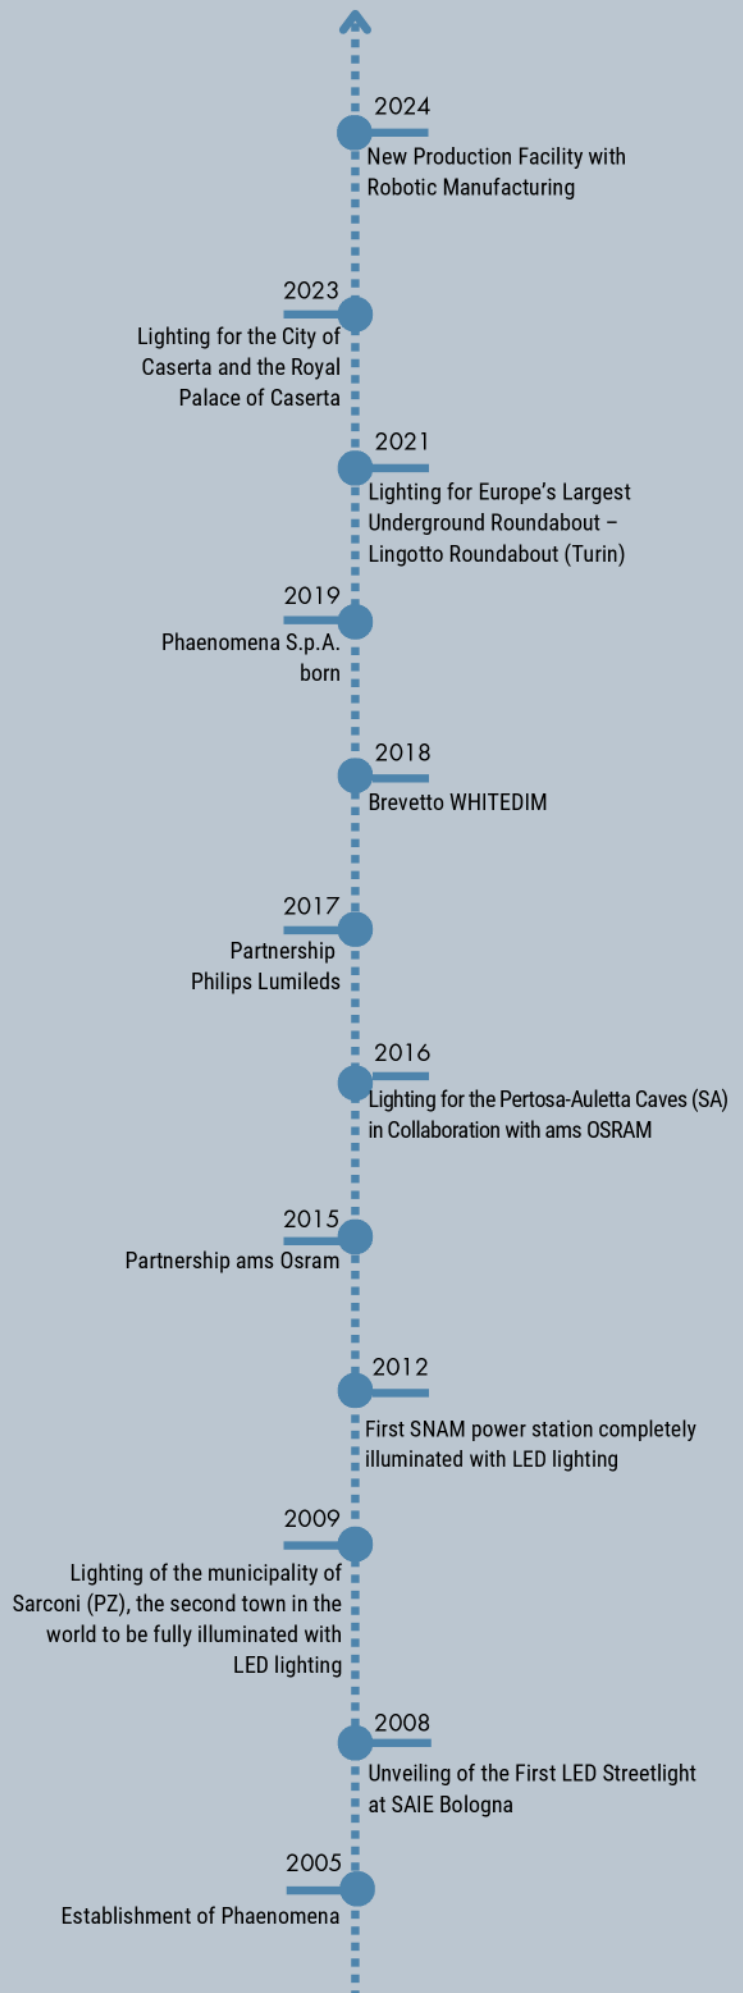 2024
New Production Facility with
Robotic Manufacturing
2023
Lighting for the City of
Caserta and the Royal
Palace of Caserta
2021
Lighting for Europe’s Largest
Underground Roundabout –
Lingotto Roundabout (Turin)
2019
Phaenomena S.p.A.
born
2018
Brevetto WHITEDIM
2017
Partnership
Philips Lumileds
2016
Lighting for the Pertosa-Auletta Caves (SA)
in Collaboration with ams OSRAM
2015
Partnership ams Osram
2012
First SNAM power station completely
illuminated with LED lighting
2009
Lighting of the municipality of
Sarconi (PZ), the second town in the
world to be fully illuminated with
LED lighting
2008
Unveiling of the First LED Streetlight
at SAIE Bologna
2005
Establishment of Phaenomena